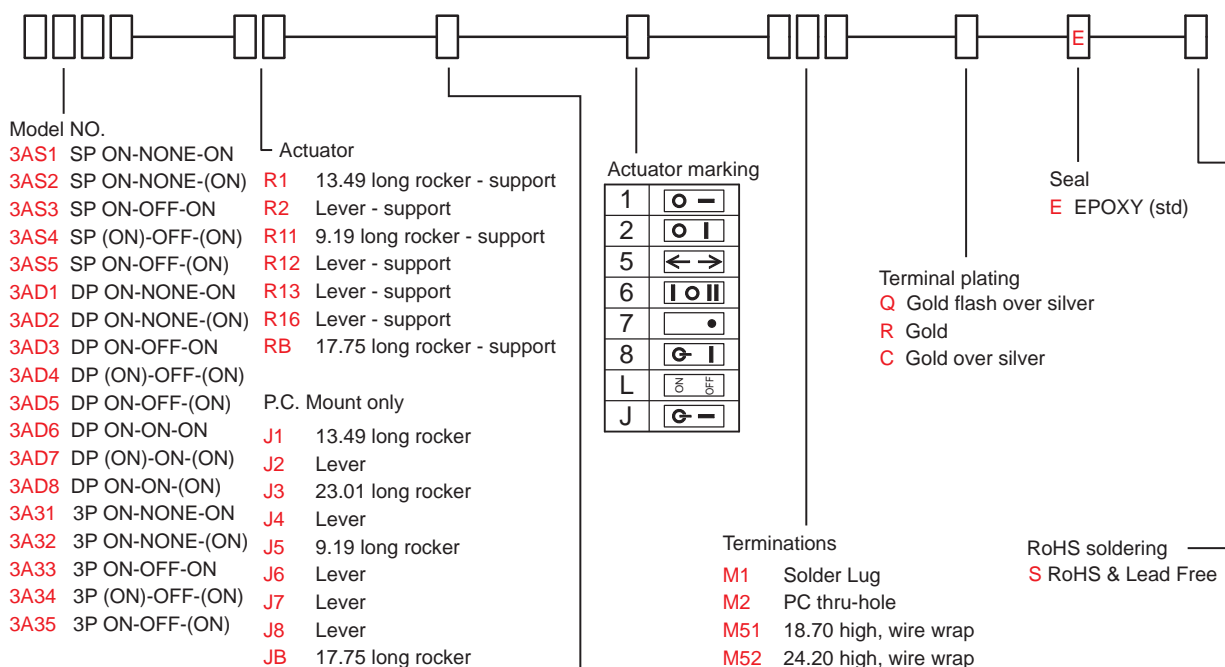 E
Model NO.
3AS1 SP ON-NONE-ON
3AS2 SP ON-NONE-(ON)
3AS3 SP ON-OFF-ON
3AS4 SP (ON)-OFF-(ON)
3AS5 SP ON-OFF-(ON)
3AD1 DP ON-NONE-ON
3AD2 DP ON-NONE-(ON)
3AD3 DP ON-OFF-ON
3AD4 DP (ON)-OFF-(ON)
3AD5 DP ON-OFF-(ON)
3AD6 DP ON-ON-ON
3AD7 DP (ON)-ON-(ON)
3AD8 DP ON-ON-(ON)
3A31 3P ON-NONE-ON
3A32 3P ON-NONE-(ON)
3A33 3P ON-OFF-ON
3A34 3P (ON)-OFF-(ON)
3A35 3P ON-OFF-(ON)
Actuator
R1 13.49 long rocker - support
R2 Lever - support
R11 9.19 long rocker - support
R12 Lever - support
R13 Lever - support
R16 Lever - support
RB 17.75 long rocker - support
P.C. Mount only
J1 13.49 long rocker
J2 Lever
J3 23.01 long rocker
J4 Lever
J5 9.19 long rocker
J6 Lever
J7 Lever
J8 Lever
JB 17.75 long rocker
Actuator marking
1
2
5
6
7
8
L ON OFF
J
Terminations
M1 Solder Lug
M2 PC thru-hole
M51 18.70 high, wire wrap
M52 24.20 high, wire wrap
Terminal plating
Q Gold flash over silver
R Gold
C Gold over silver
Seal
E EPOXY (std)
RoHS soldering
S RoHS & Lead Free